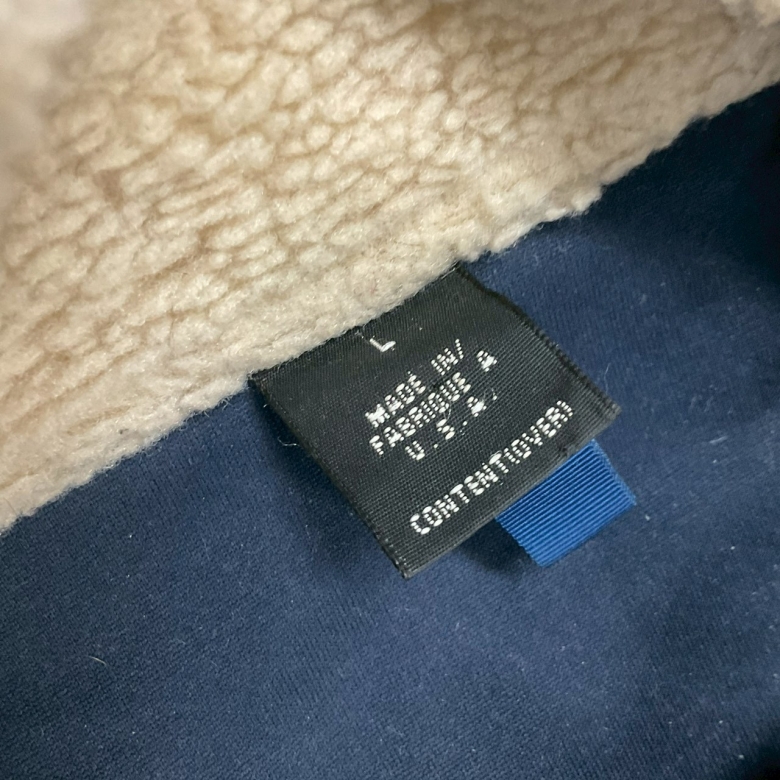 L
MADE IN/
FABRIQUE A
U.S.A.
CONTENT(OVER)